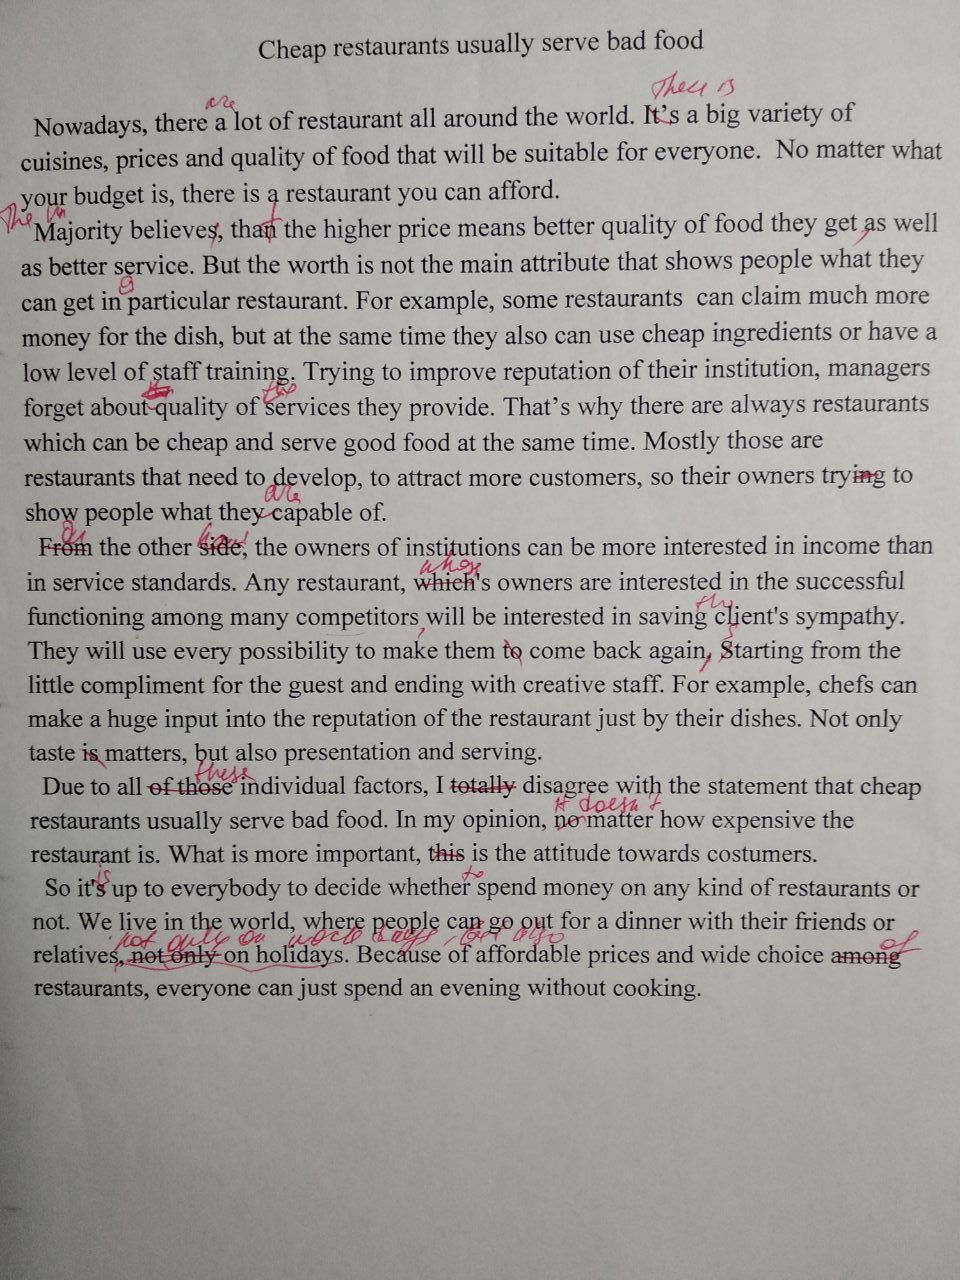 Cheap restaurants usually serve bad food
are There is
Nowadays, there a lot of restaurant all around the world. It's a big variety of
cuisines, prices and quality of food that will be suitable for everyone. No matter what
your budget is, there is a restaurant you can afford.
The m t
Majority believes, than the higher price means better quality of food they get as well
as better service. But the worth is not the main attribute that shows people what they
a
can get in particular restaurant. For example, some restaurants can claim much more
money for the dish, but at the same time they also can use cheap ingredients or have a
low level of staff training. Trying to improve reputation of their institution, managers
the
forget about quality of services they provide. That's why there are always restaurants
which can be cheap and serve good food at the same time. Mostly those are
restaurants that need to develop, to attract more customers, so their owners trying to
are
show people what they capable of.
On hand
From the other side, the owners of institutions can be more interested in income than
whose
in service standards. Any restaurant, which's owners are interested in the successful
the
functioning among many competitors will be interested in saving client's sympathy.
s
They will use every possibility to make them to come back again, Starting from the
little compliment for the guest and ending with creative staff. For example, chefs can
make a huge input into the reputation of the restaurant just by their dishes. Not only
taste is matters, but also presentation and serving.
these
Due to all of those individual factors, I totally disagree with the statement that cheap
it doesn't
restaurants usually serve bad food. In my opinion, no matter how expensive the
restaurant is. What is more important, this is the attitude towards costumers.
is to
So it's up to everybody to decide whether spend money on any kind of restaurants or
not. We live in the world, where people can go out for a dinner with their friends or
not only on work days, but also of
relatives, not only on holidays. Because of affordable prices and wide choice among
restaurants, everyone can just spend an evening without cooking.